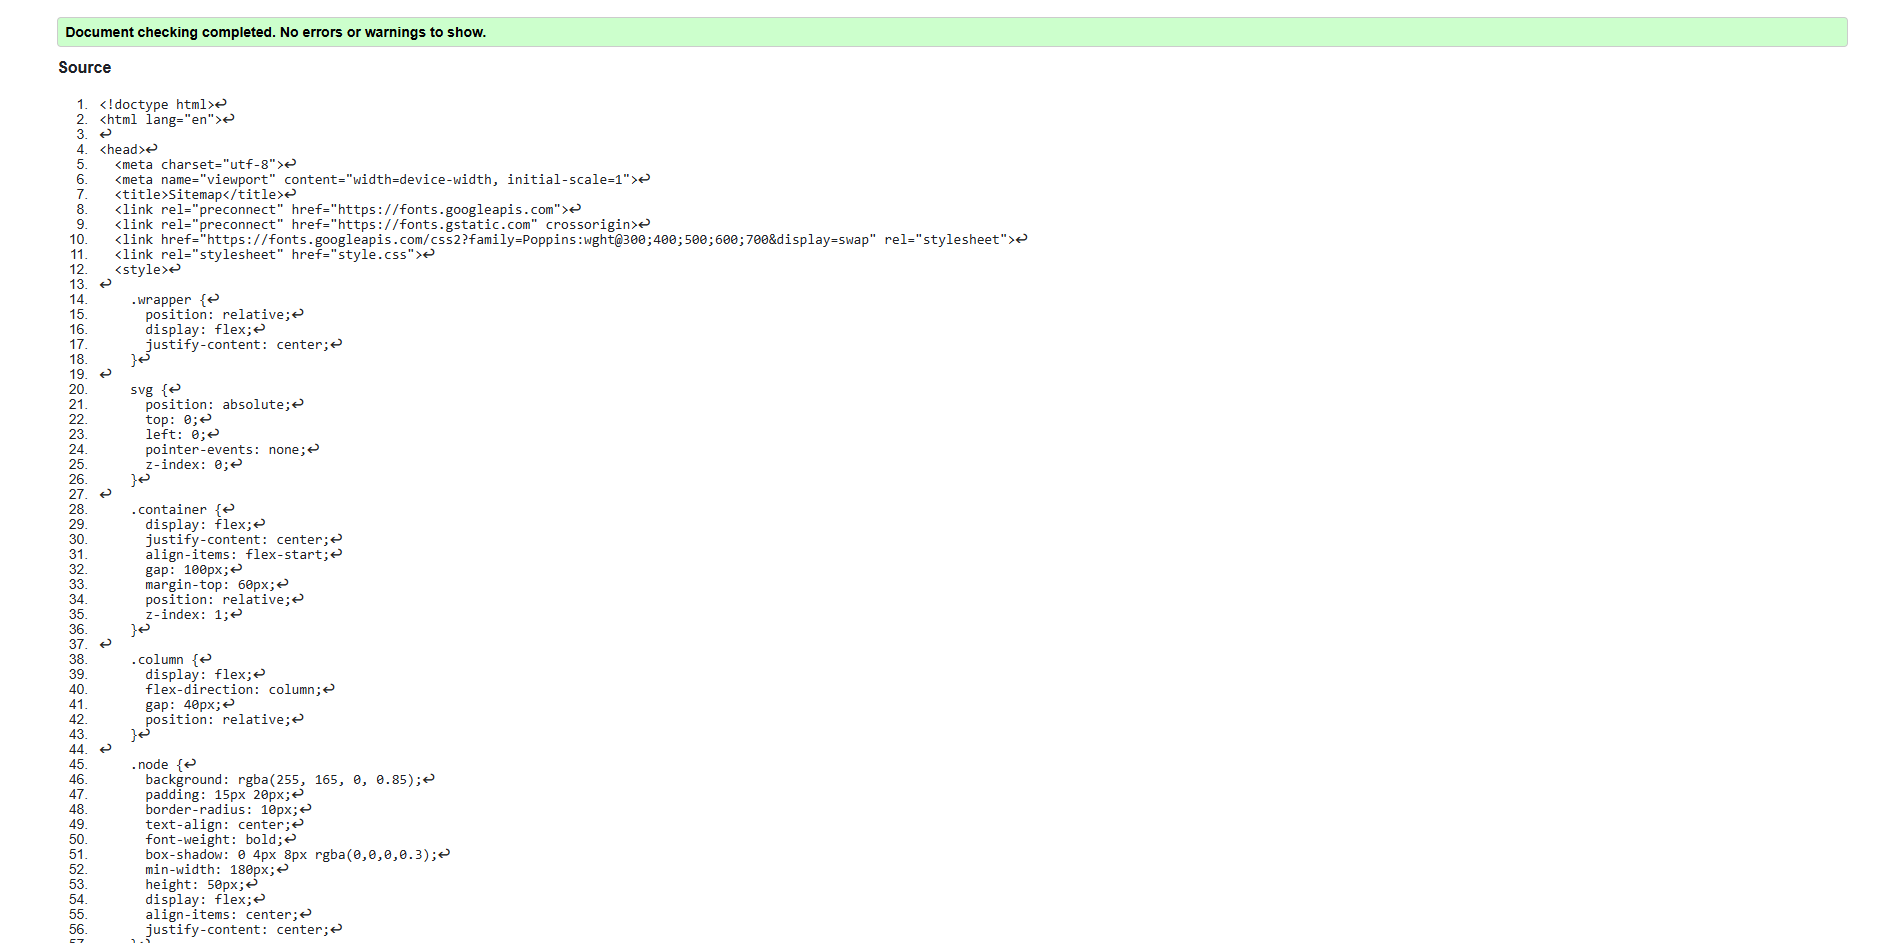 Document checking completed. No errors or warnings to show.
Source
1. <!doctype html>↩
2. <html lang="en">↩
3. ↩
4. <head>↩
5.   <meta charset="utf-8">↩
6.   <meta name="viewport" content="width=device-width, initial-scale=1">↩
7.   <title>Sitemap</title>↩
8.   <link rel="preconnect" href="https://fonts.googleapis.com">↩
9.   <link rel="preconnect" href="https://fonts.gstatic.com" crossorigin>↩
10.   <link href="https://fonts.googleapis.com/css2?family=Poppins:wght@300;400;500;600;700&display=swap" rel="stylesheet">↩
11.   <link rel="stylesheet" href="style.css">↩
12.   <style>↩
13. ↩
14.     .wrapper {↩
15.       position: relative;↩
16.       display: flex;↩
17.       justify-content: center;↩
18.     }↩
19. ↩
20.     svg {↩
21.       position: absolute;↩
22.       top: 0;↩
23.       left: 0;↩
24.       pointer-events: none;↩
25.       z-index: 0;↩
26.     }↩
27. ↩
28.     .container {↩
29.       display: flex;↩
30.       justify-content: center;↩
31.       align-items: flex-start;↩
32.       gap: 100px;↩
33.       margin-top: 60px;↩
34.       position: relative;↩
35.       z-index: 1;↩
36.     }↩
37. ↩
38.     .column {↩
39.       display: flex;↩
40.       flex-direction: column;↩
41.       gap: 40px;↩
42.       position: relative;↩
43.     }↩
44. ↩
45.     .node {↩
46.       background: rgba(255, 165, 0, 0.85);↩
47.       padding: 15px 20px;↩
48.       border-radius: 10px;↩
49.       text-align: center;↩
50.       font-weight: bold;↩
51.       box-shadow: 0 4px 8px rgba(0,0,0,0.3);↩
52.       min-width: 180px;↩
53.       height: 50px;↩
54.       display: flex;↩
55.       align-items: center;↩
56.       justify-content: center;↩